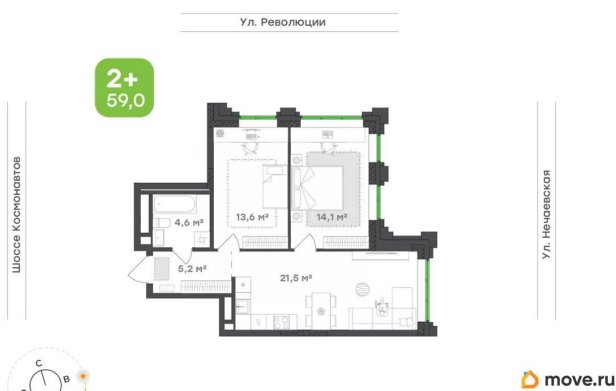 Ул. Революции
2+
59,0
Шоссе Космонавтов
Ул. Нечаевская
4,6 м²
13,6 м²
14,1 м²
5,2 м²
21,5 м²
С
В
move.ru